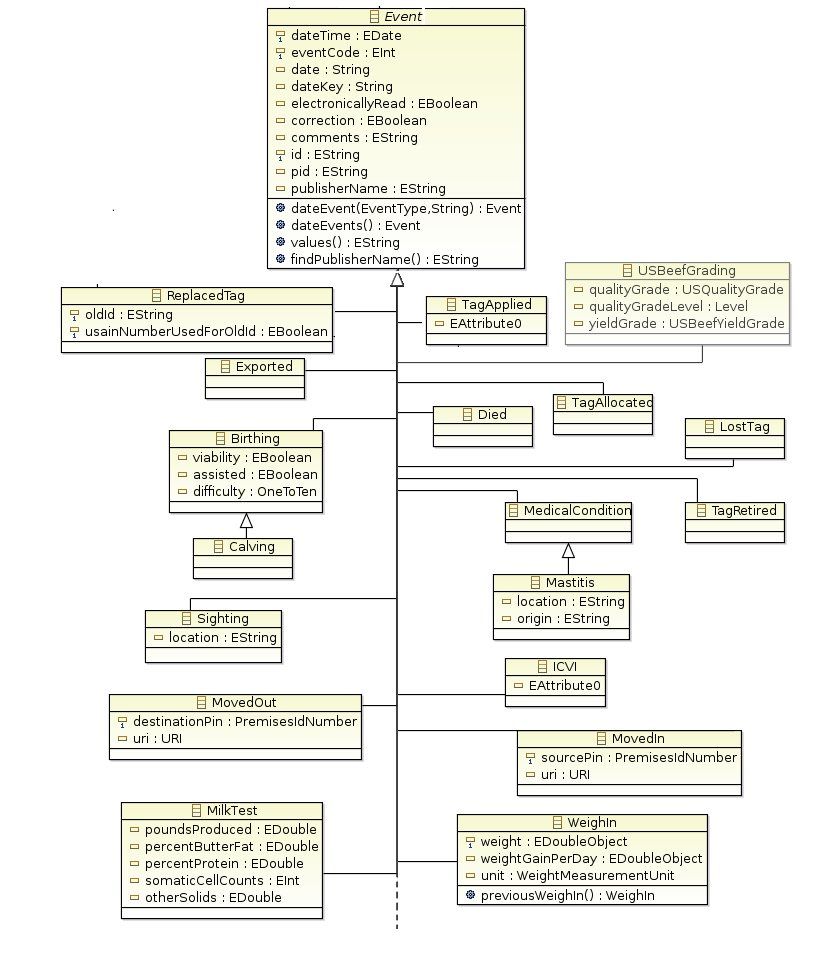 Event
dateTime : EDate
eventCode : EInt
date : String
dateKey : String
electronicallyRead : EBoolean
correction : EBoolean
comments : EString
id : EString
pid : EString
publisherName : EString
dateEvent(EventType,String) : Event
dateEvents() : Event
values() : EString
findPublisherName() : EString
USBeefGrading
qualityGrade : USQualityGrade
qualityGradeLevel : Level
yieldGrade : USBeefYieldGrade
ReplacedTag
oldId : EString
usainNumberUsedForOldId : EBoolean
TagApplied
EAttribute0
Exported
TagAllocated
Died
LostTag
Birthing
viability : EBoolean
assisted : EBoolean
difficulty : OneToTen
MedicalCondition
TagRetired
Calving
Mastitis
location : EString
origin : EString
Sighting
location : EString
ICVI
EAttribute0
MovedOut
destinationPin : PremisesIdNumber
uri : URI
MovedIn
sourcePin : PremisesIdNumber
uri : URI
MilkTest
poundsProduced : EDouble
percentButterFat : EDouble
percentProtein : EDouble
somaticCellCounts : EInt
otherSolids : EDouble
WeighIn
weight : EDoubleObject
weightGainPerDay : EDoubleObject
unit : WeightMeasurementUnit
previousWeighIn() : WeighIn